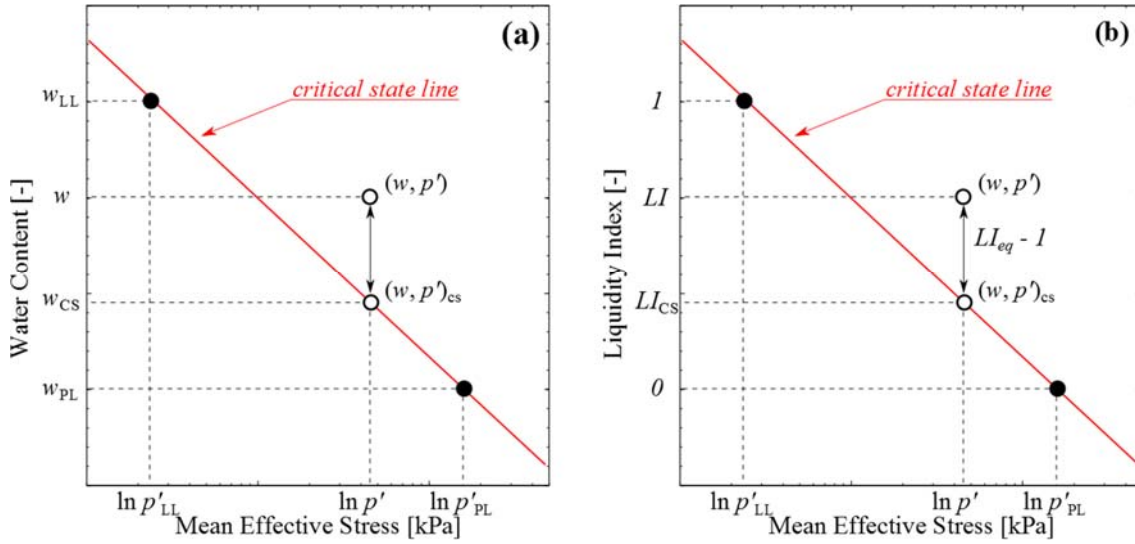 (a)
critical state line
w_LL
w
(w, p′)
w_CS
(w, p′)_cs
w_PL
Water Content [-]
ln p′_LL
ln p′
ln p′_PL
Mean Effective Stress [kPa]
(b)
critical state line
1
LI
(w, p′)
LI_eq - 1
LI_CS
(w, p′)_cs
0
Liquidity Index [-]
ln p′_LL
ln p′
ln p′_PL
Mean Effective Stress [kPa]